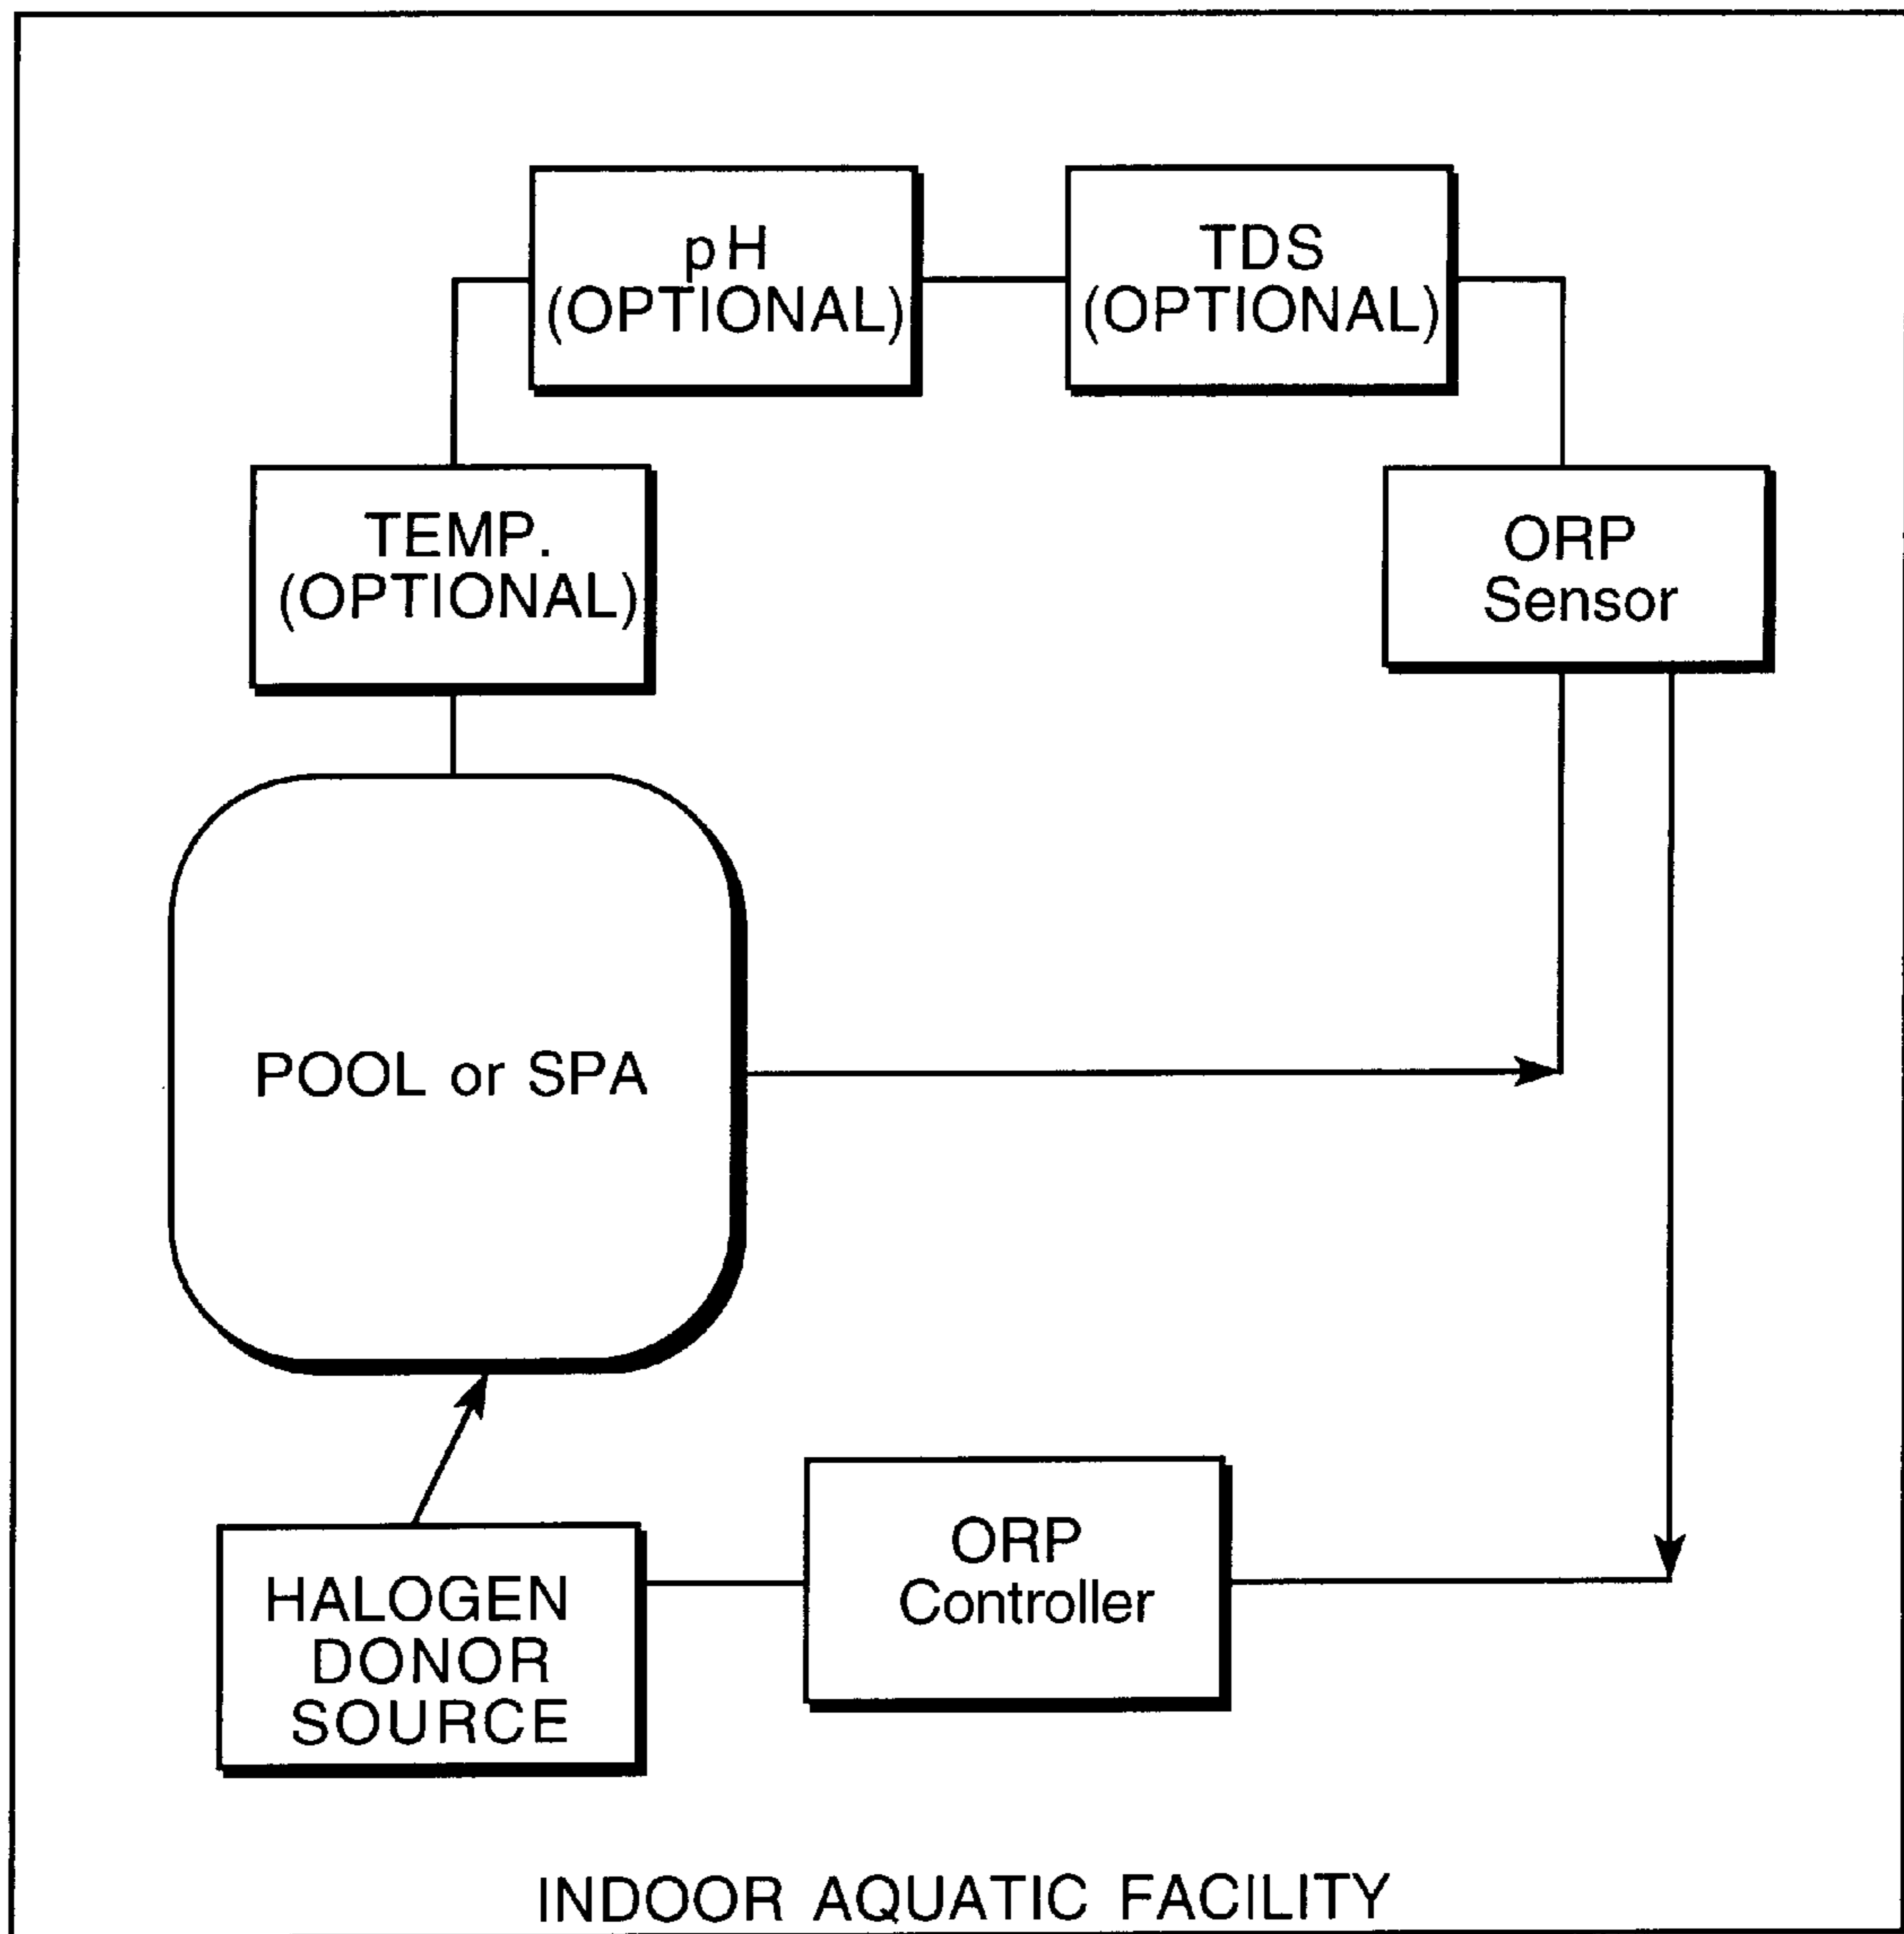 pH
(OPTIONAL)
TDS
(OPTIONAL)
TEMP.
(OPTIONAL)
ORP
Sensor
POOL or SPA
ORP
Controller
HALOGEN
DONOR
SOURCE
INDOOR AQUATIC FACILITY